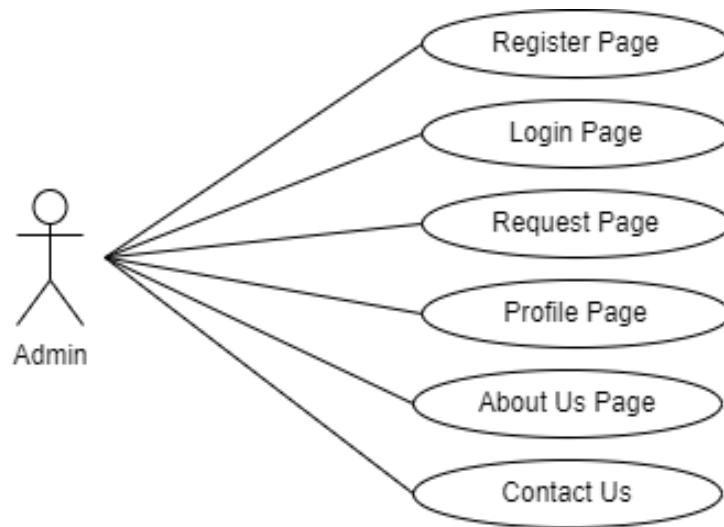 Register Page
Login Page
Request Page
Profile Page
Admin
About Us Page
Contact Us